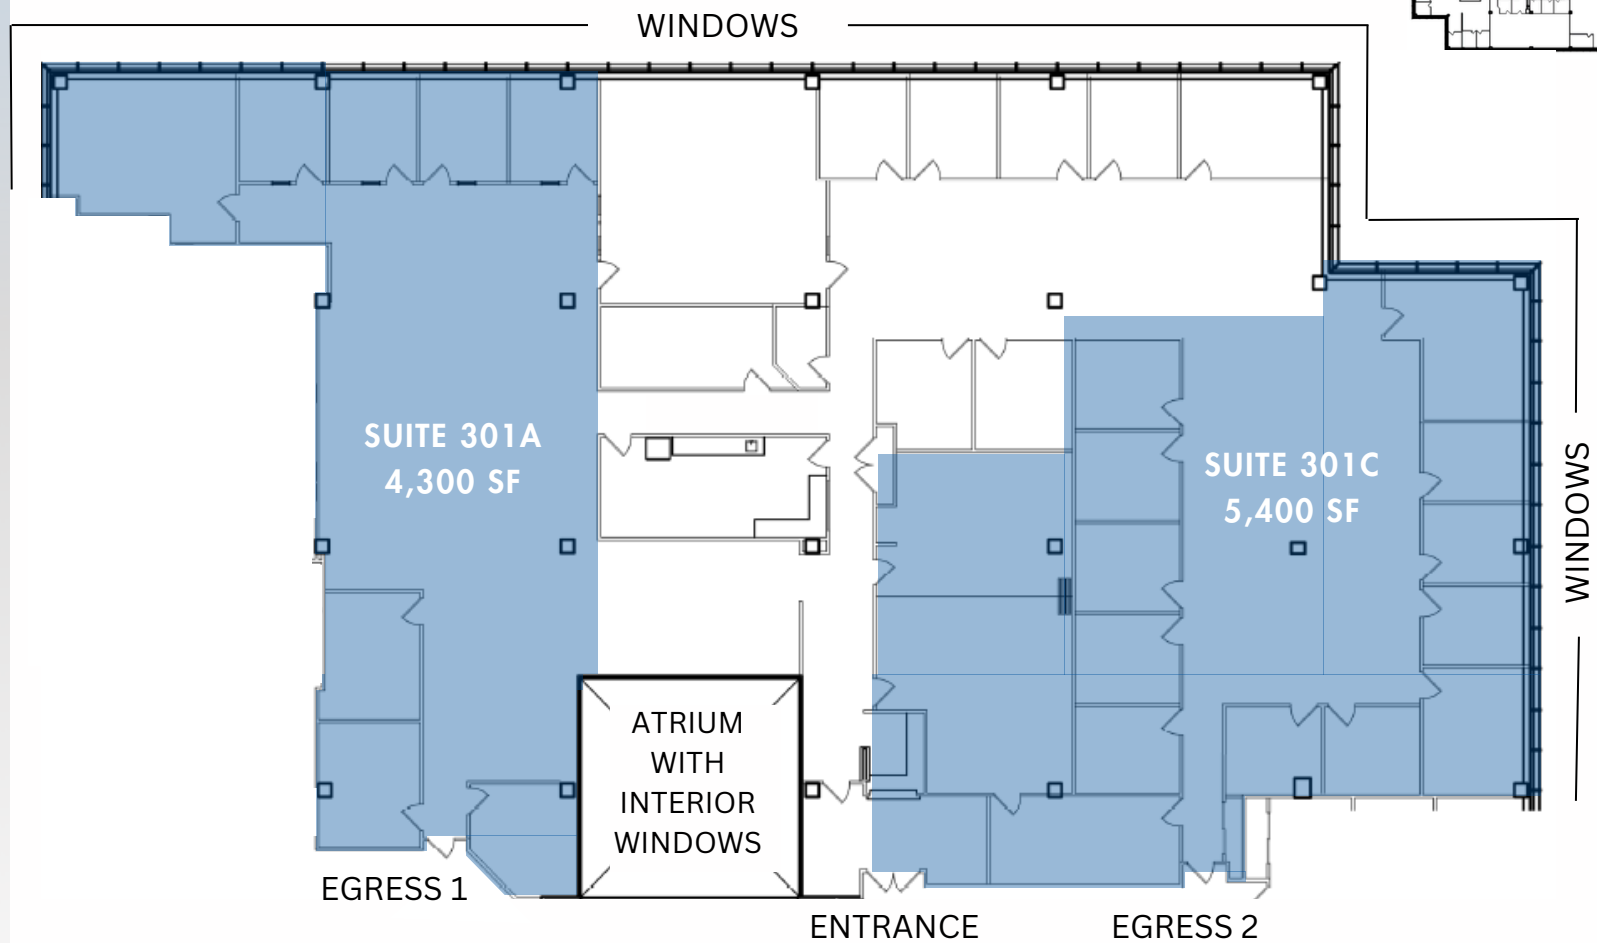 WINDOWS
SUITE 301A
4,300 SF
SUITE 301C
5,400 SF
WINDOWS
ATRIUM
WITH
INTERIOR
WINDOWS
EGRESS 1
ENTRANCE
EGRESS 2